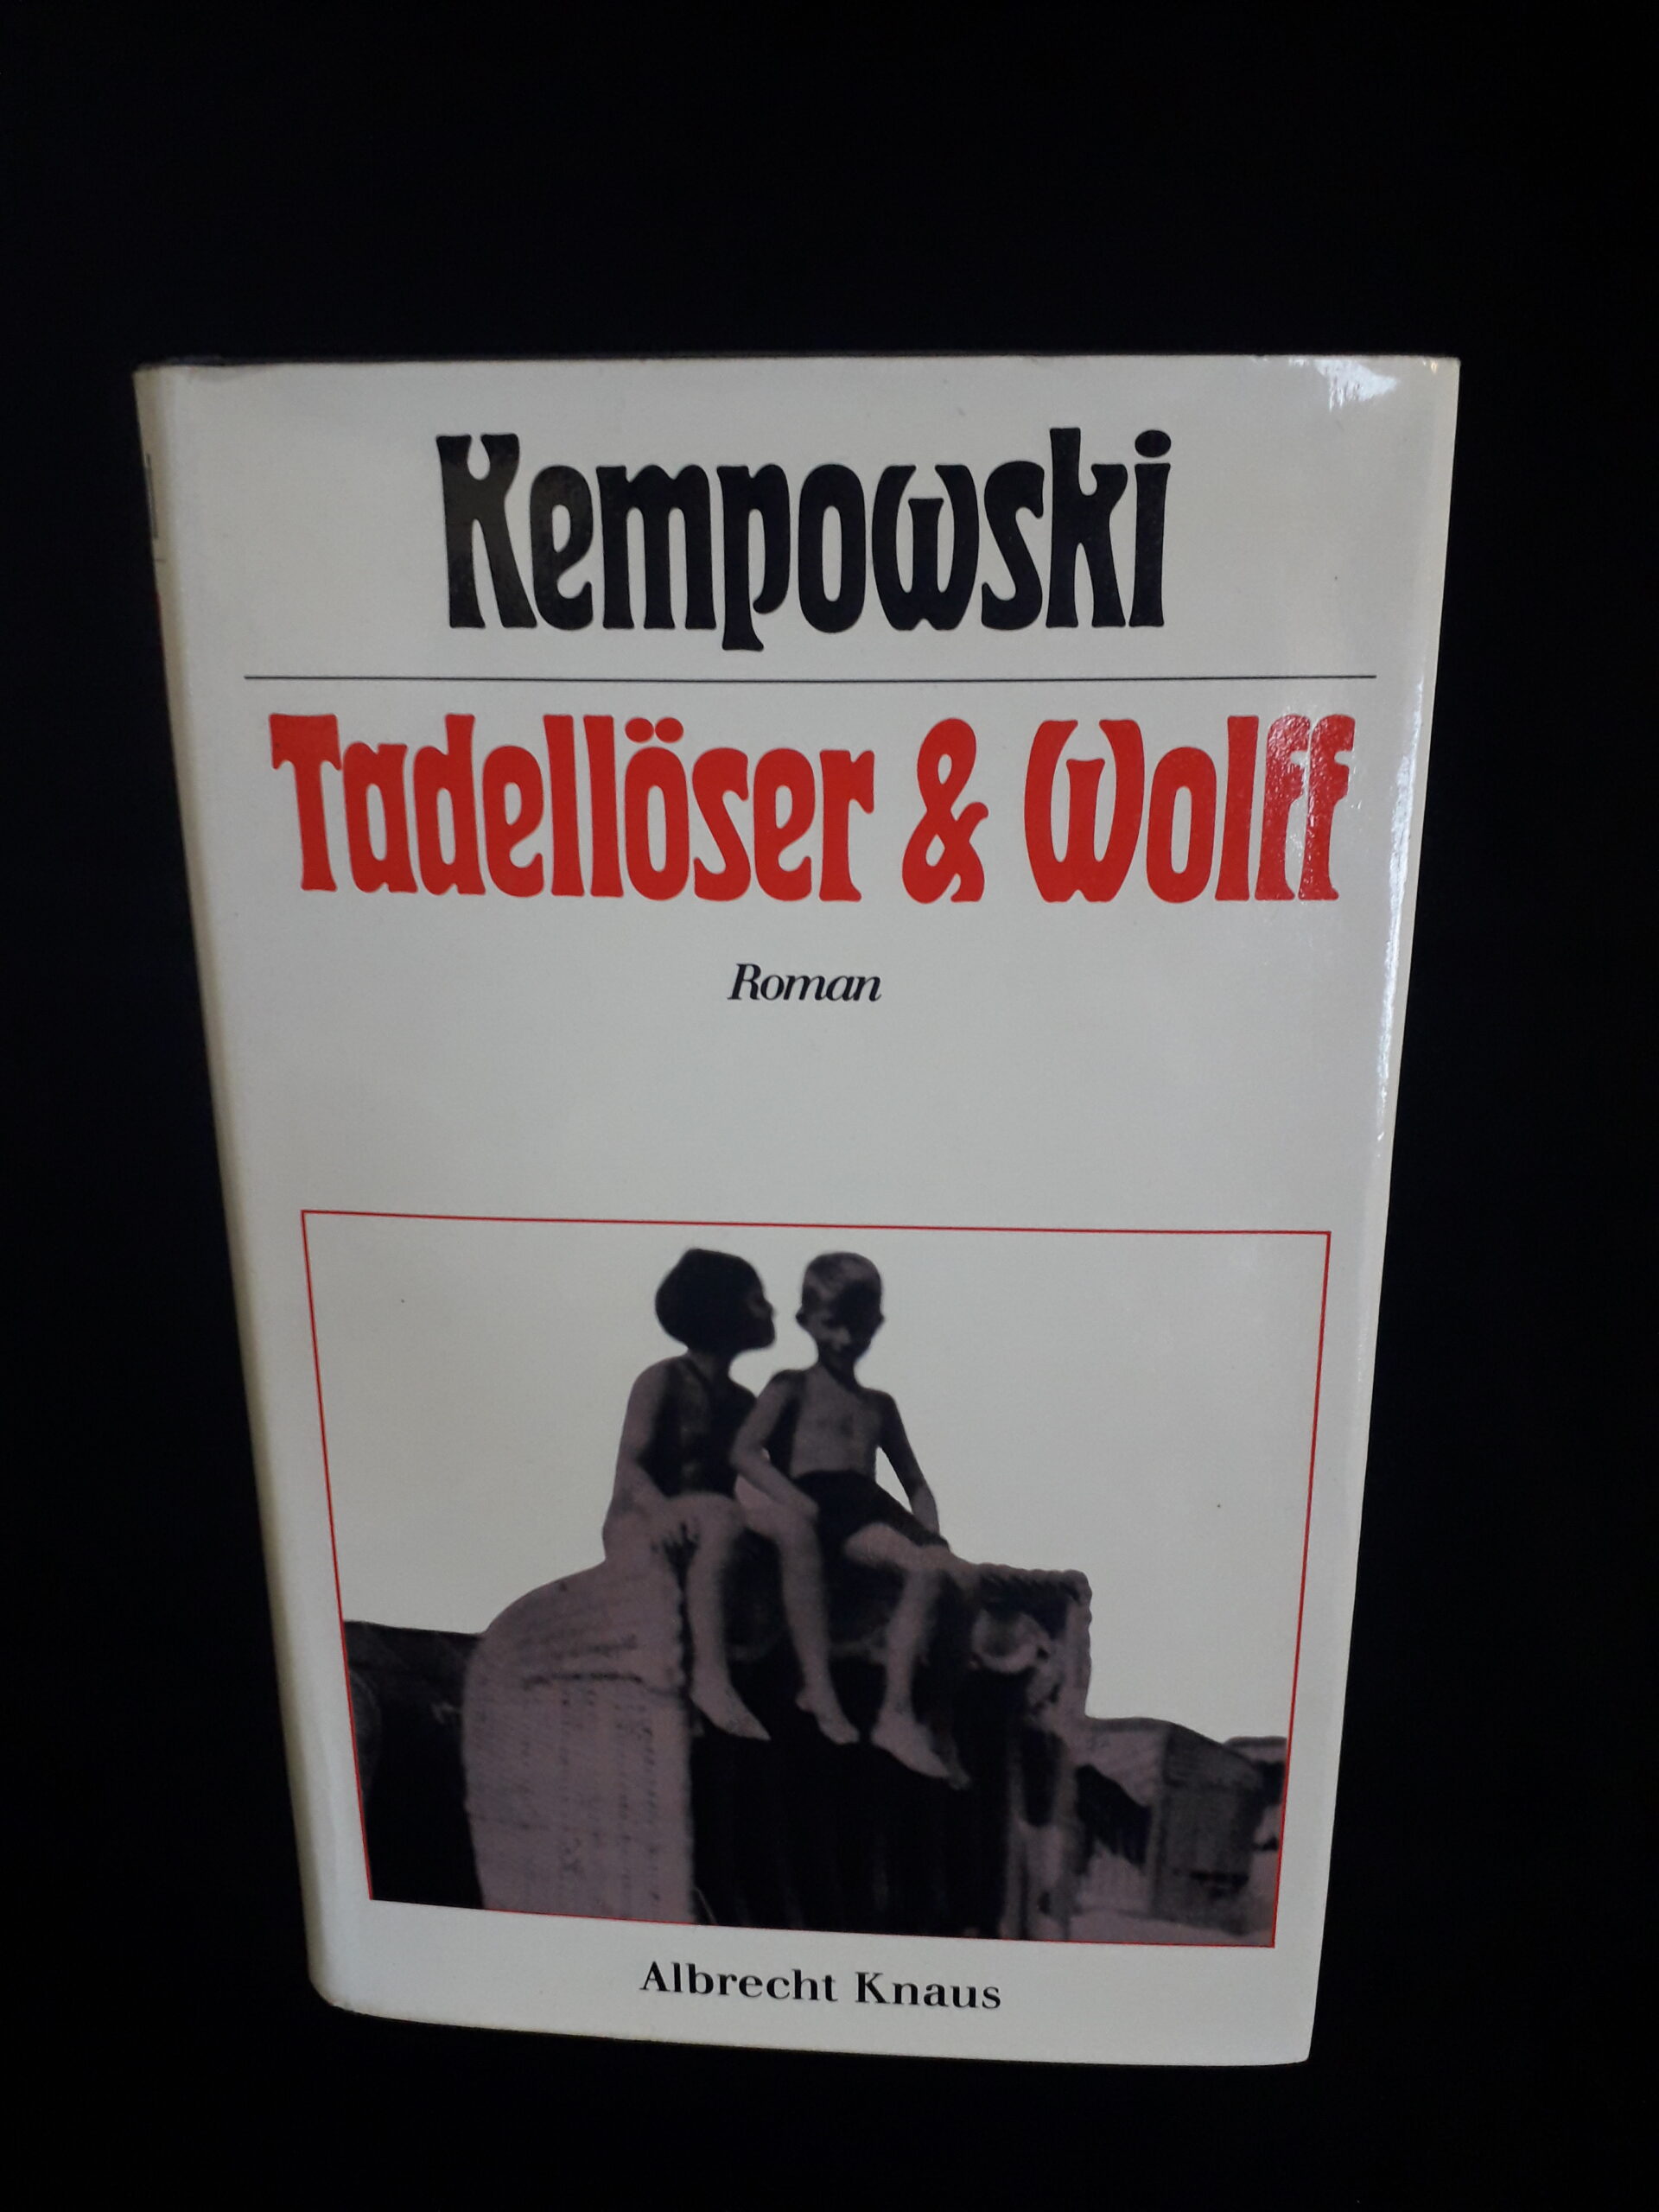 Kempowski
Tadellöser & Wolff
Roman
Albrecht Knaus